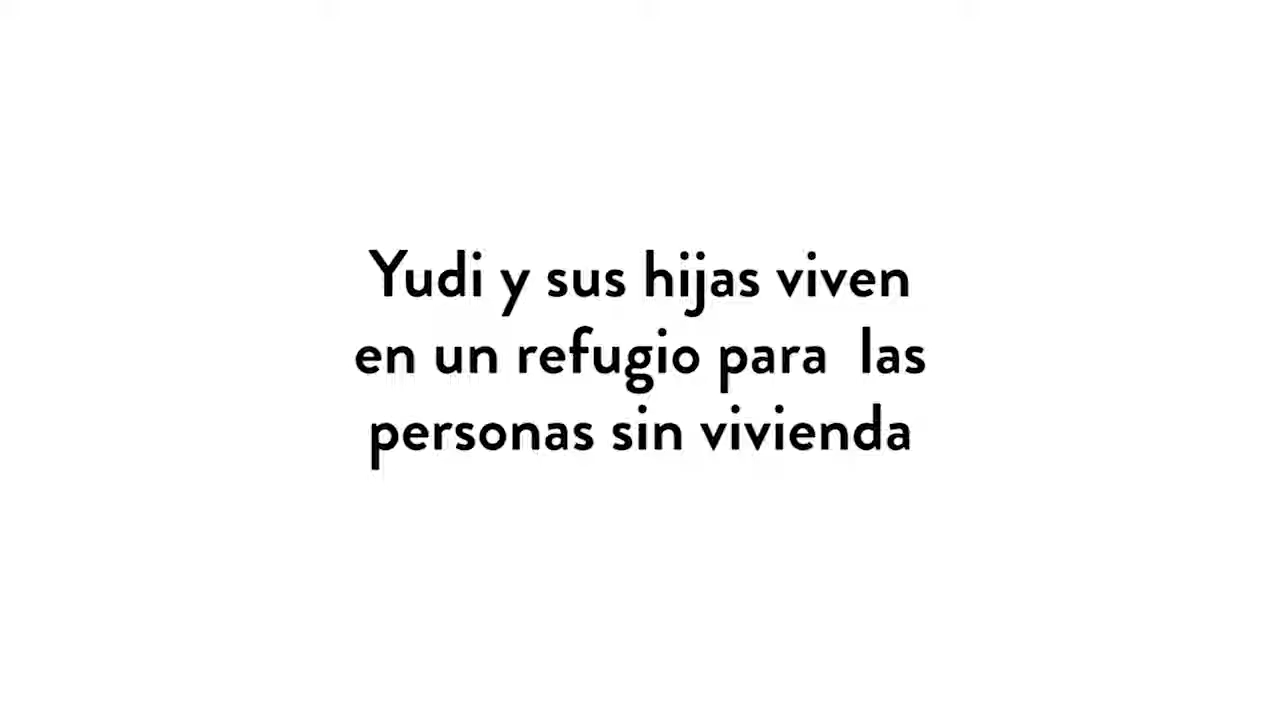 Yudi y sus hijas viven
en un refugio para  las
personas sin vivienda